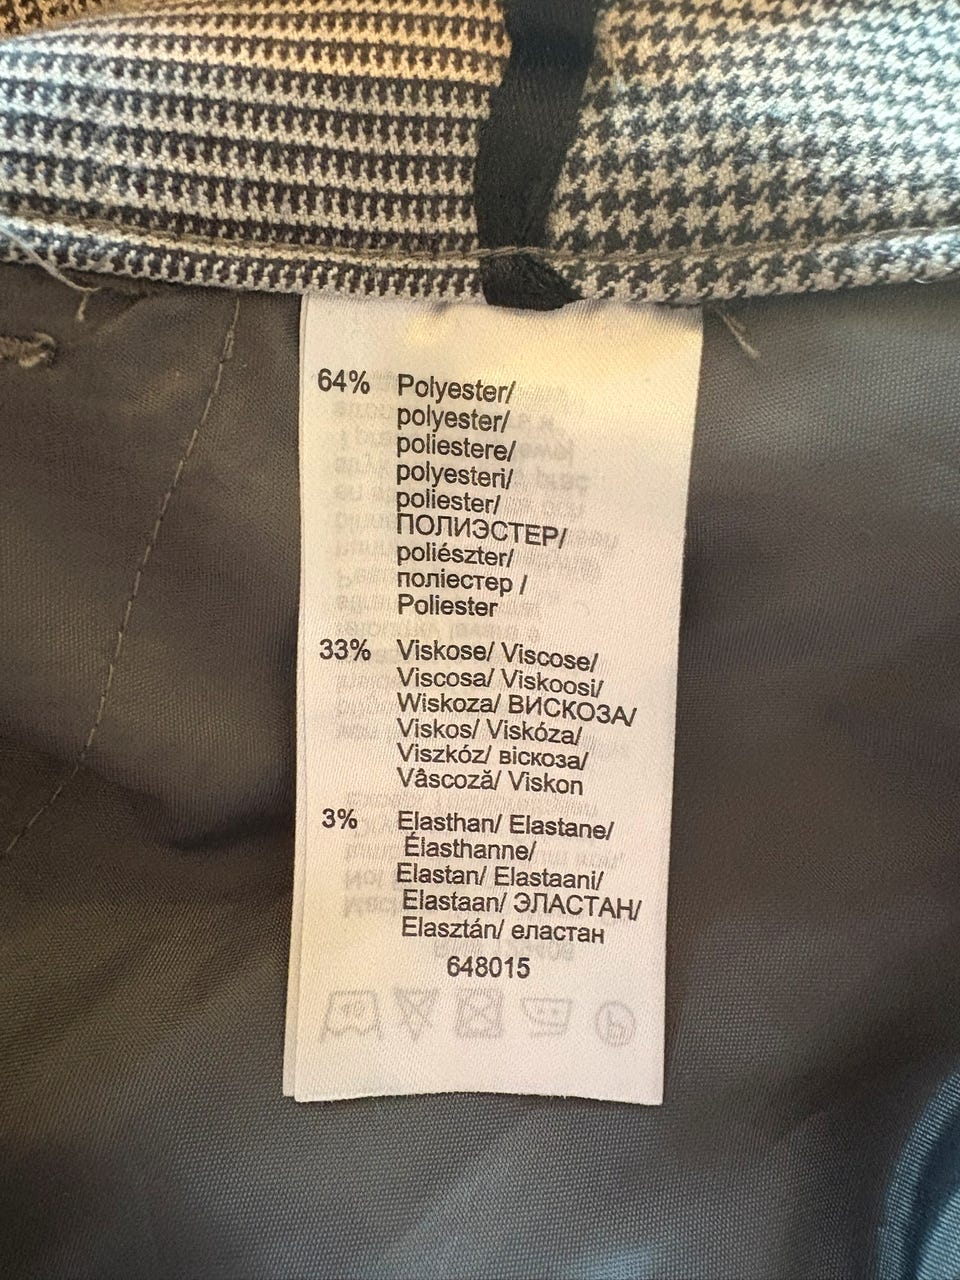 64% Polyester/
polyester/
poliestere/
polyesteri/
poliester/
ПОЛИЭСТЕР/
poliészter/
поліестер /
Poliester
33% Viskose/ Viscose/
Viscosa/ Viskoosi/
Wiskoza/ ВИСКОЗА/
Viskos/ Viskóza/
Viszkóz/ віскоза/
Vâscoză/ Viskon
3% Elasthan/ Elastane/
Élasthanne/
Elastan/ Elastaani/
Elastaan/ ЭЛАСТАН/
Elasztán/ еластан
648015